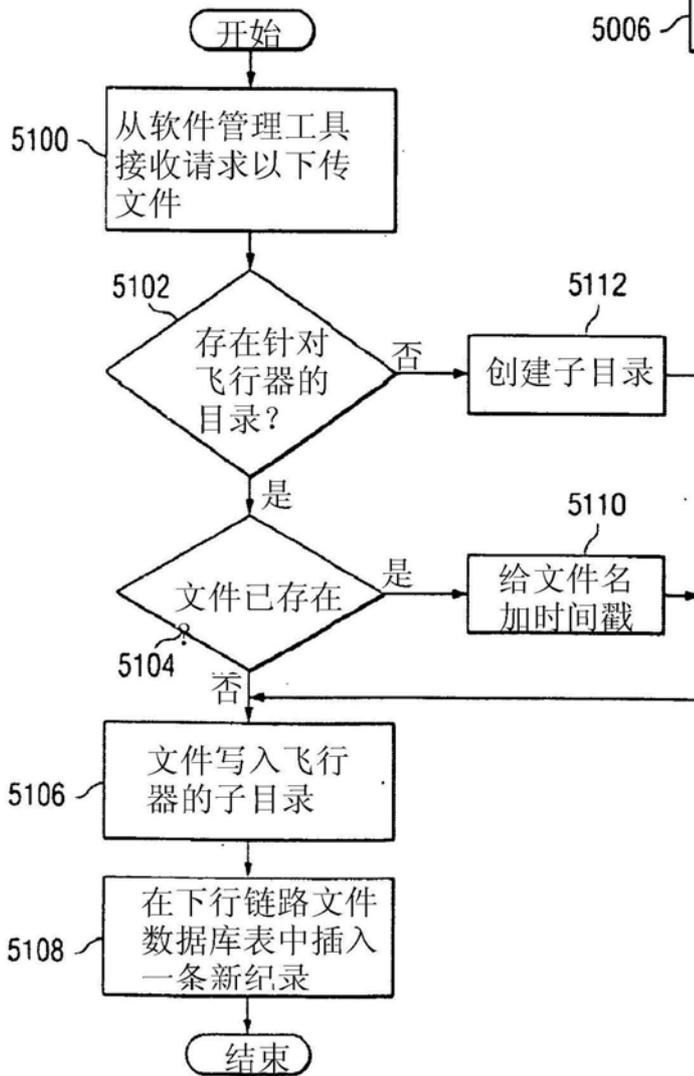 开始
5006
5100
从软件管理工具
接收请求以下传
文件
5102
存在针对
飞行器的
目录?
否
5112
创建子目录
是
5110
文件已存在
?
5104
是
给文件名
加时间戳
否
5106
文件写入飞行
器的子目录
5108
在下行链路文件
数据库表中插入
一条新纪录
结束